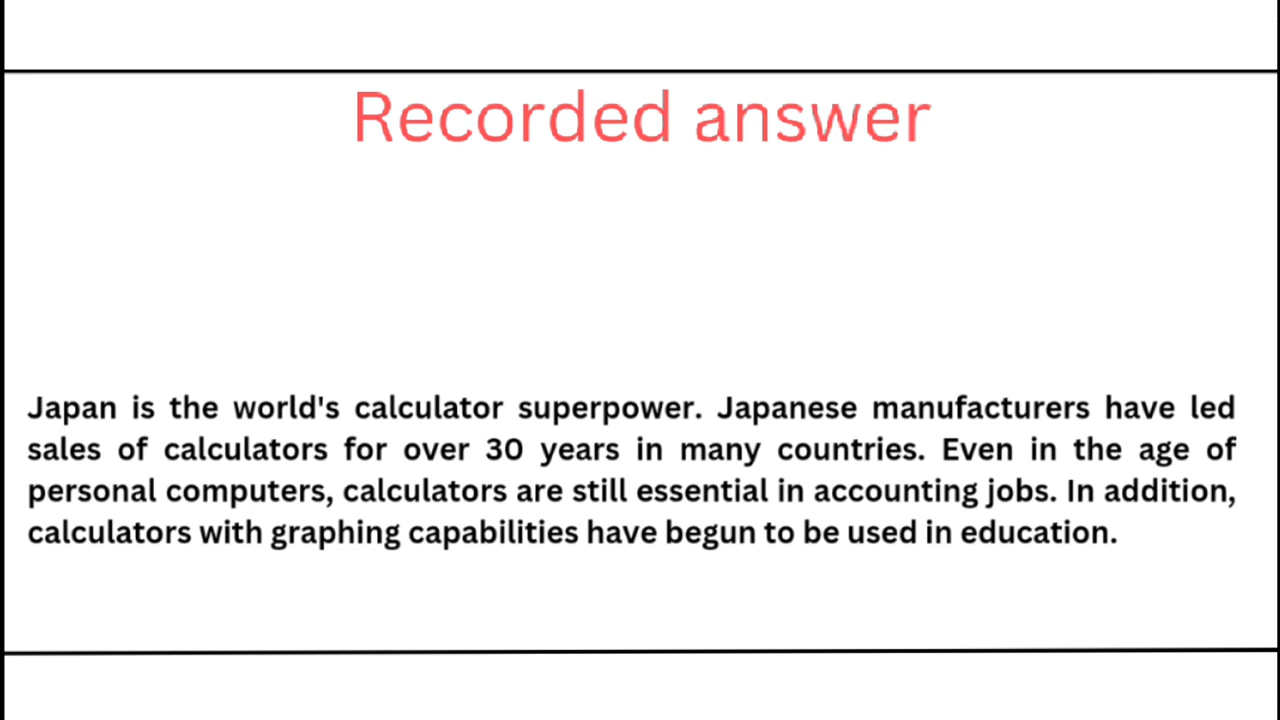 Recorded answer
Japan is the world's calculator superpower. Japanese manufacturers have led
sales of calculators for over 30 years in many countries. Even in the age of
personal computers, calculators are still essential in accounting jobs. In addition,
calculators with graphing capabilities have begun to be used in education.